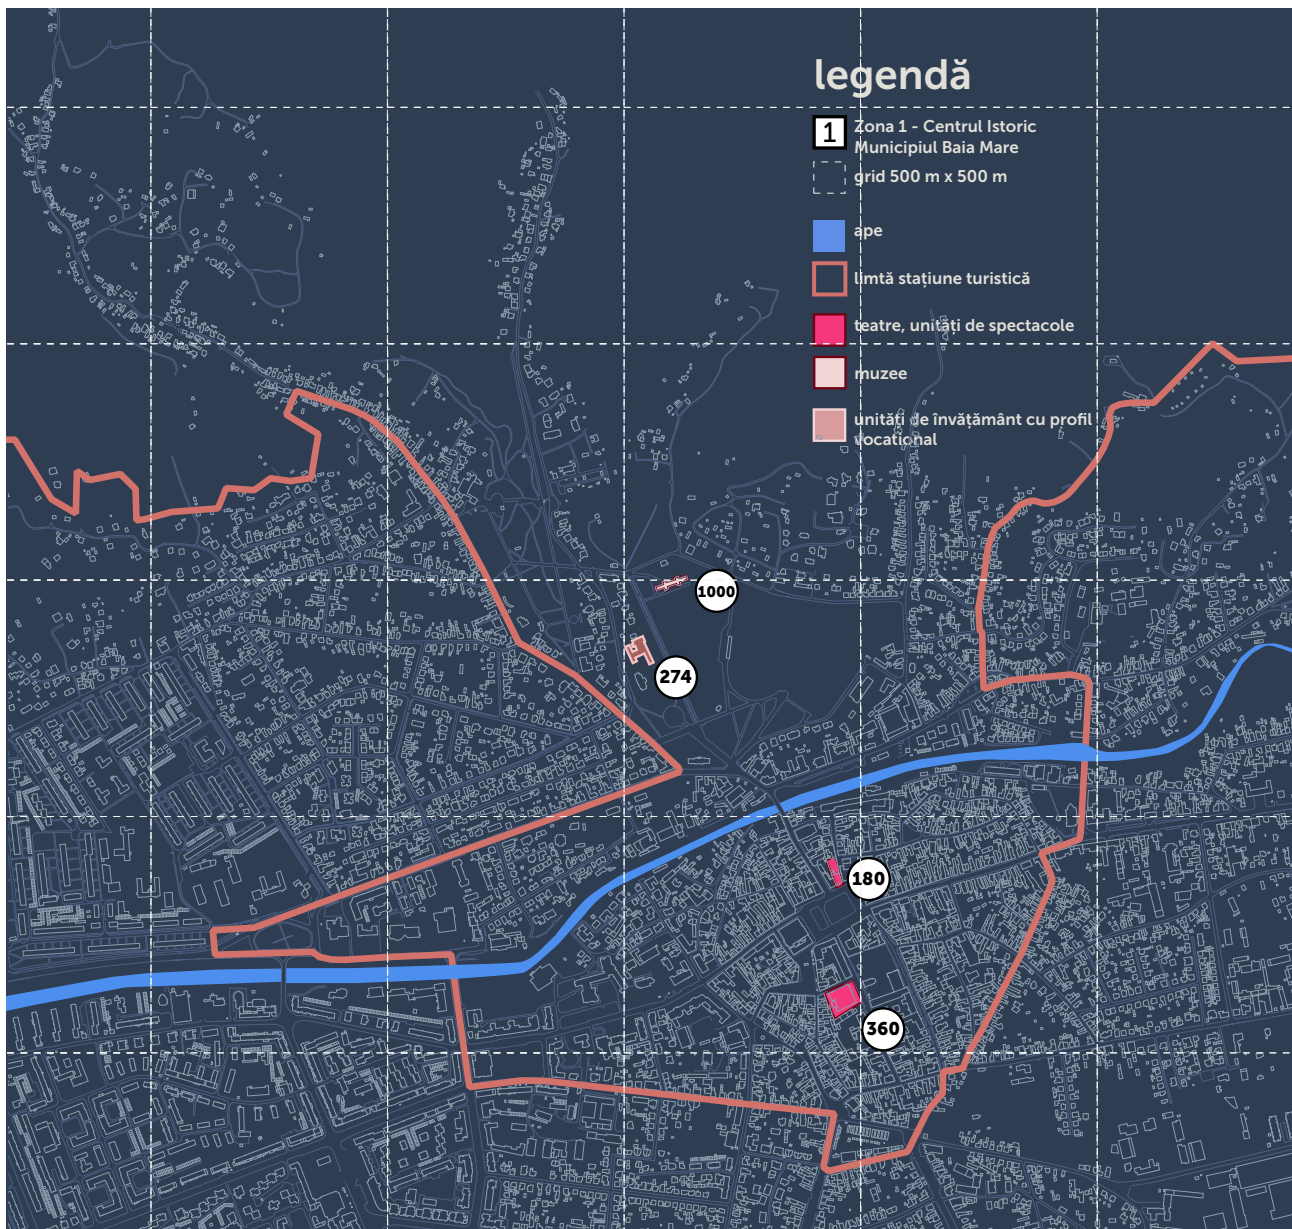 legendă
1
Zona 1 - Centrul Istoric
Municipiul Baia Mare
grid 500 m x 500 m
ape
limtă stațiune turistică
teatre, unități de spectacole
muzee
unități de învățământ cu profil
vocațional
1000
274
180
360